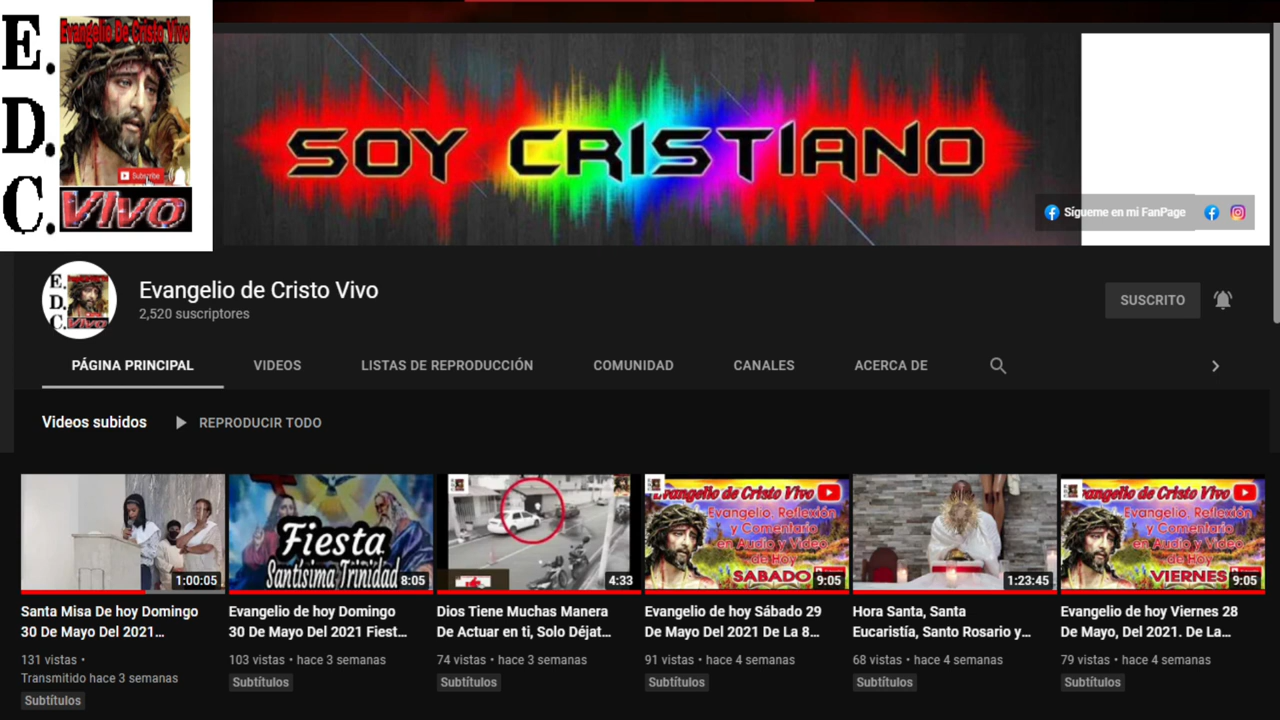 E.
D.
C.
Evangelio De Cristo Vivo
Subscribe
Vivo
SOY CRISTIANO
Sígueme en mi FanPage
E.
D.
C.
Vivo
Evangelio de Cristo Vivo
2,520 suscriptores
SUSCRITO
PÁGINA PRINCIPAL
VIDEOS
LISTAS DE REPRODUCCIÓN
COMUNIDAD
CANALES
ACERCA DE
Videos subidos
REPRODUCIR TODO
1:00:05
Santa Misa De hoy Domingo
30 De Mayo Del 2021...
131 vistas •
Transmitido hace 3 semanas
Subtítulos
Fiesta
Santísima Trinidad
8:05
Evangelio de hoy Domingo
30 De Mayo Del 2021 Fiest...
103 vistas • hace 3 semanas
Subtítulos
4:33
Dios Tiene Muchas Manera
De Actuar en ti, Solo Déjat...
74 vistas • hace 3 semanas
Subtítulos
Evangelio de Cristo Vivo
Evangelio, Reflexión
y Comentario
en Audio y Video
de Hoy
SABADO
9:05
Evangelio de hoy Sábado 29
De Mayo Del 2021 De La 8...
91 vistas • hace 4 semanas
Subtítulos
1:23:45
Hora Santa, Santa
Eucaristía, Santo Rosario y...
68 vistas • hace 4 semanas
Subtítulos
Evangelio de Cristo Vivo
Evangelio, Reflexión
y Comentario
en Audio y Video
de Hoy
VIERNES
9:05
Evangelio de hoy Viernes 28
De Mayo, Del 2021. De La...
79 vistas • hace 4 semanas
Subtítulos